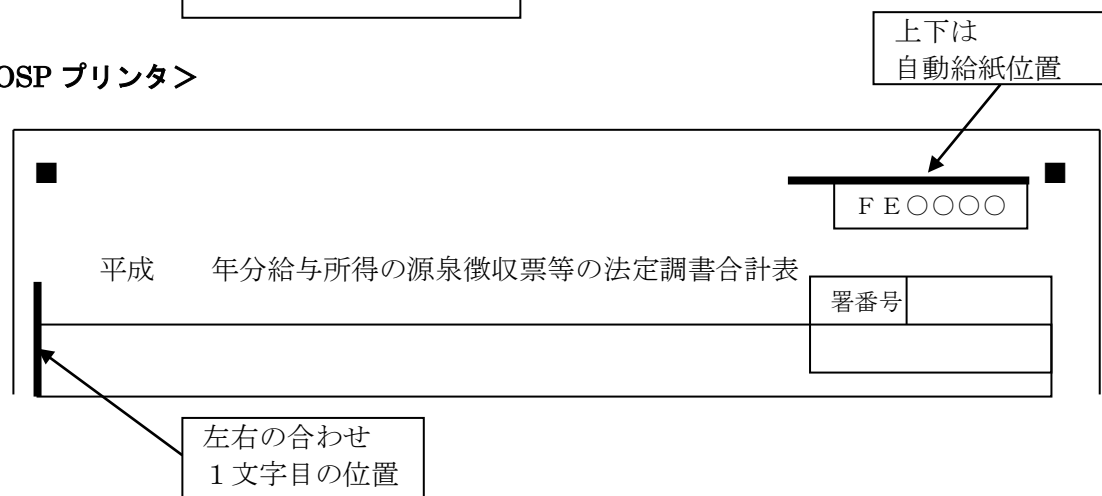 上下は
自動給紙位置
OSP プリンタ＞
ＦＥ○○○○
平成　　年分給与所得の源泉徴収票等の法定調書合計表
署番号
左右の合わせ
１文字目の位置